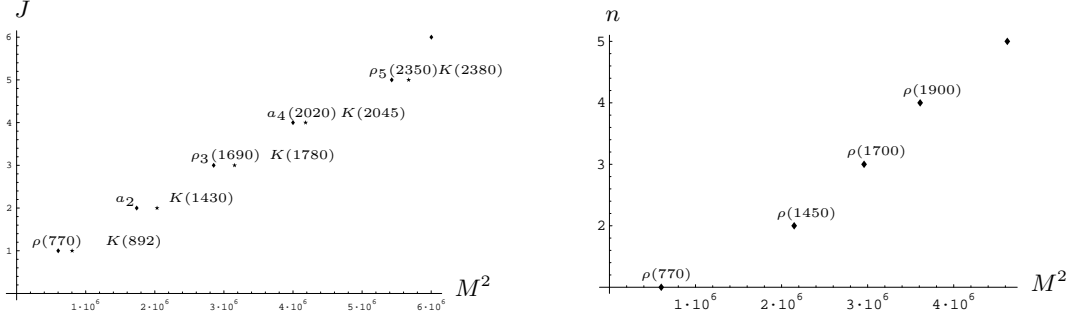 J
6
ρ5(2350)K(2380)
5
a4(2020) K(2045)
4
ρ3(1690) K(1780)
3
a2 K(1430)
2
ρ(770) K(892)
1
1·10^6 2·10^6 3·10^6 4·10^6 5·10^6 6·10^6
M^2
n
5
ρ(1900)
4
ρ(1700)
3
ρ(1450)
2
ρ(770)
1·10^6 2·10^6 3·10^6 4·10^6
M^2